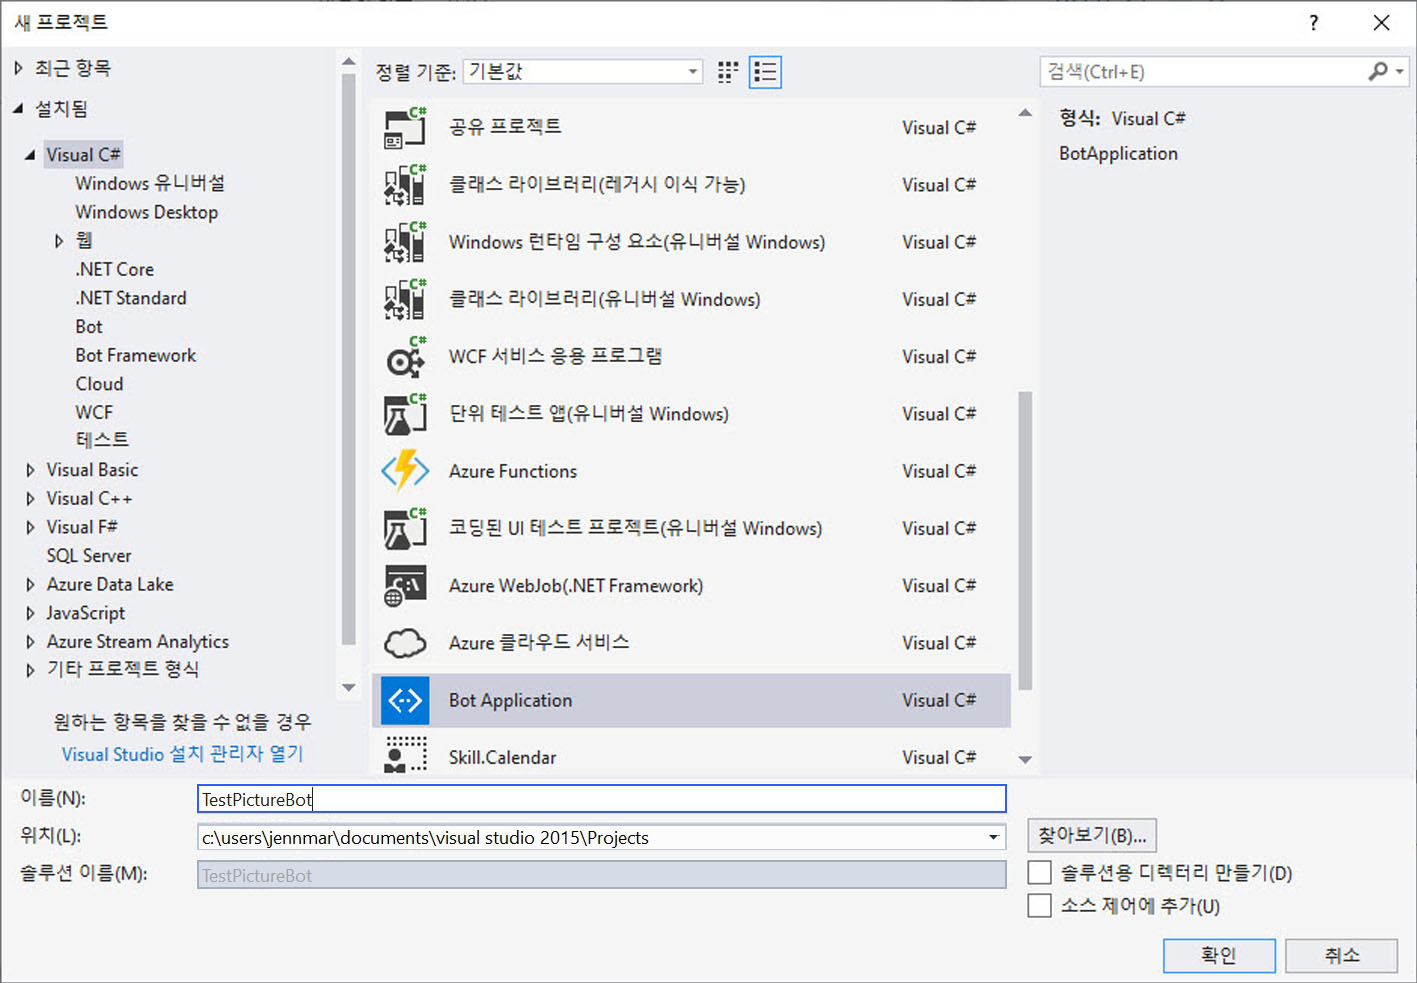 새 프로젝트
?
최근 항목
설치됨
Visual C#
Windows 유니버설
Windows Desktop
웹
.NET Core
.NET Standard
Bot
Bot Framework
Cloud
WCF
테스트
Visual Basic
Visual C++
Visual F#
SQL Server
Azure Data Lake
JavaScript
Azure Stream Analytics
기타 프로젝트 형식
원하는 항목을 찾을 수 없을 경우
Visual Studio 설치 관리자 열기
정렬 기준: 기본값
공유 프로젝트 Visual C#
클래스 라이브러리(레거시 이식 가능) Visual C#
Windows 런타임 구성 요소(유니버설 Windows) Visual C#
클래스 라이브러리(유니버설 Windows) Visual C#
WCF 서비스 응용 프로그램 Visual C#
단위 테스트 앱(유니버설 Windows) Visual C#
Azure Functions Visual C#
코딩된 UI 테스트 프로젝트(유니버설 Windows) Visual C#
Azure WebJob(.NET Framework) Visual C#
Azure 클라우드 서비스 Visual C#
Bot Application Visual C#
Skill.Calendar Visual C#
검색(Ctrl+E)
형식: Visual C#
BotApplication
이름(N): TestPictureBot
위치(L): c:\users\jennmar\documents\visual studio 2015\Projects
찾아보기(B)...
솔루션 이름(M): TestPictureBot
솔루션용 디렉터리 만들기(D)
소스 제어에 추가(U)
확인 취소